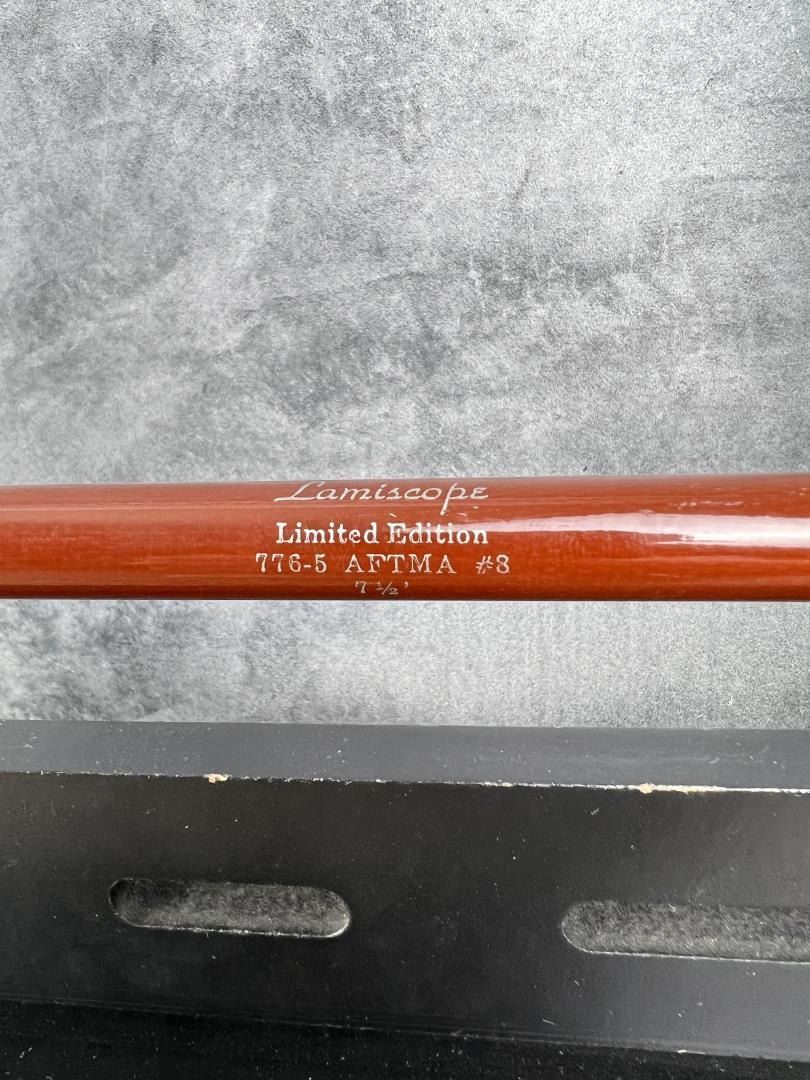 Lamiscope
Limited Edition
776-5 AFTMA #8
7 ½'